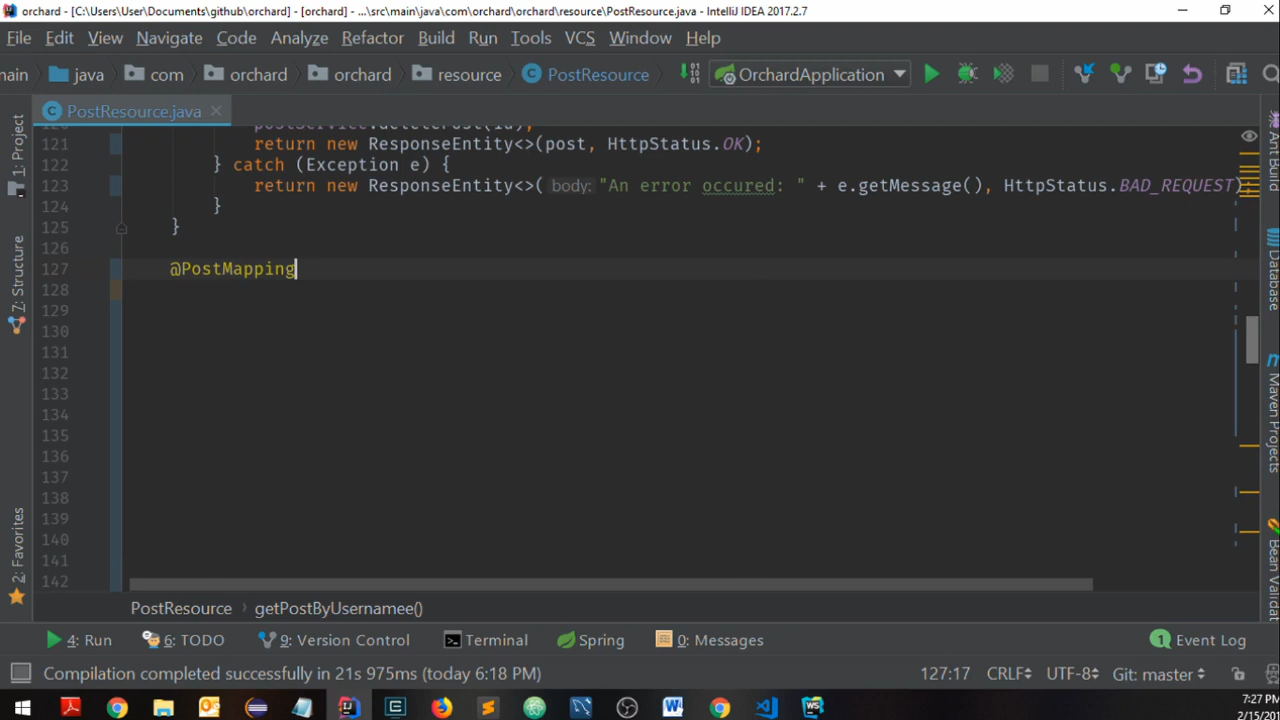 orchard - [C:\Users\User\Documents\github\orchard] - [orchard] - ...\src\main\java\com\orchard\orchard\resource\PostResource.java - IntelliJ IDEA 2017.2.7
File Edit View Navigate Code Analyze Refactor Build Run Tools VCS Window Help
main java com orchard orchard resource PostResource OrchardApplication
PostResource.java
120 postService.deletePost(id);
121 return new ResponseEntity<>(post, HttpStatus.OK);
122 } catch (Exception e) {
123 return new ResponseEntity<>( body: "An error occured: " + e.getMessage(), HttpStatus.BAD_REQUEST);
124 }
125 }
126
127 @PostMapping
128
129
130
131
132
133
134
135
136
137
138
139
140
141
142
1: Project
7: Structure
2: Favorites
Ant Build
Database
Maven Projects
PostResource › getPostByUsernamee()
4: Run 6: TODO 9: Version Control Terminal Spring 0: Messages 1 Event Log
Compilation completed successfully in 21s 975ms (today 6:18 PM) 127:17 CRLF UTF-8 Git: master
7:27 PM